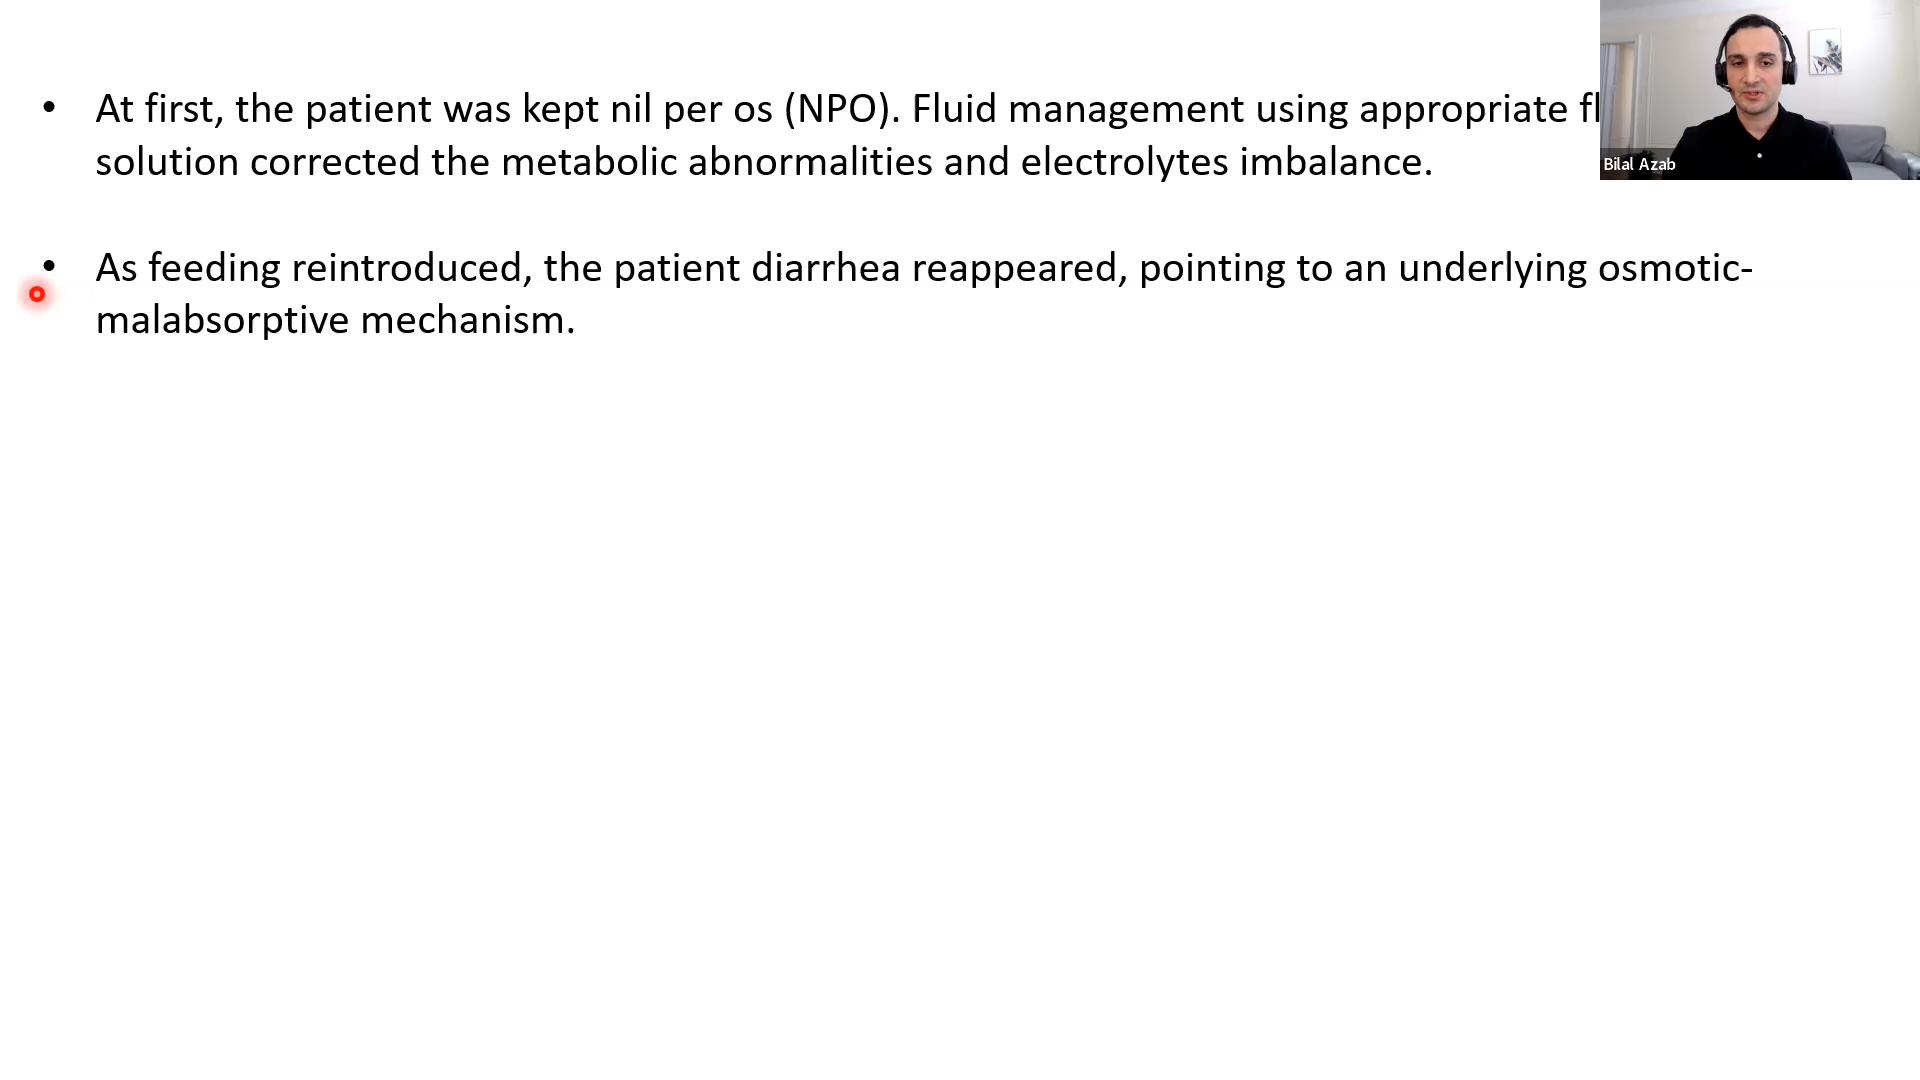 At first, the patient was kept nil per os (NPO). Fluid management using appropriate
solution corrected the metabolic abnormalities and electrolytes imbalance.
As feeding reintroduced, the patient diarrhea reappeared, pointing to an underlying osmotic-
malabsorptive mechanism.
Bilal Azab